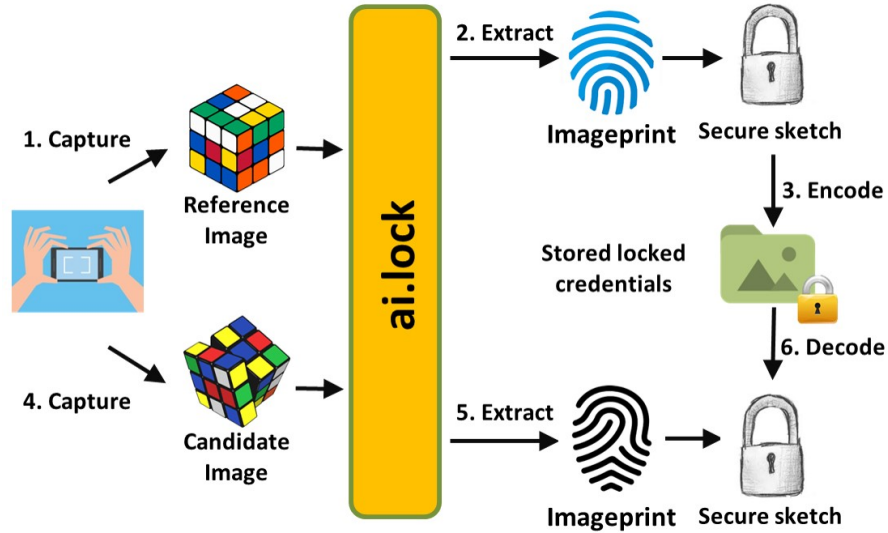 2. Extract
1. Capture
Imageprint
Secure sketch
3. Encode
Reference
Image
ai.lock
Stored locked
credentials
6. Decode
4. Capture
5. Extract
Candidate
Image
Imageprint
Secure sketch